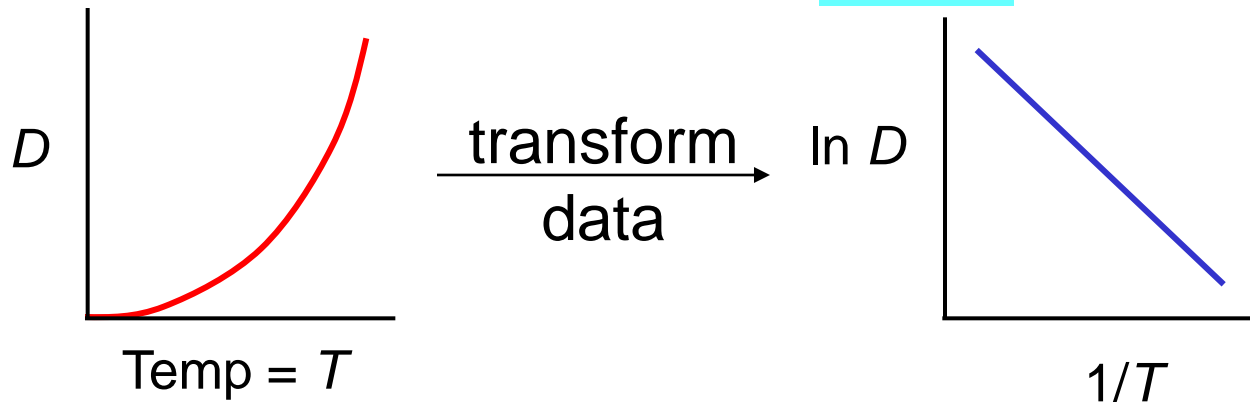 D
Temp = T
transform
data
ln D
1/T